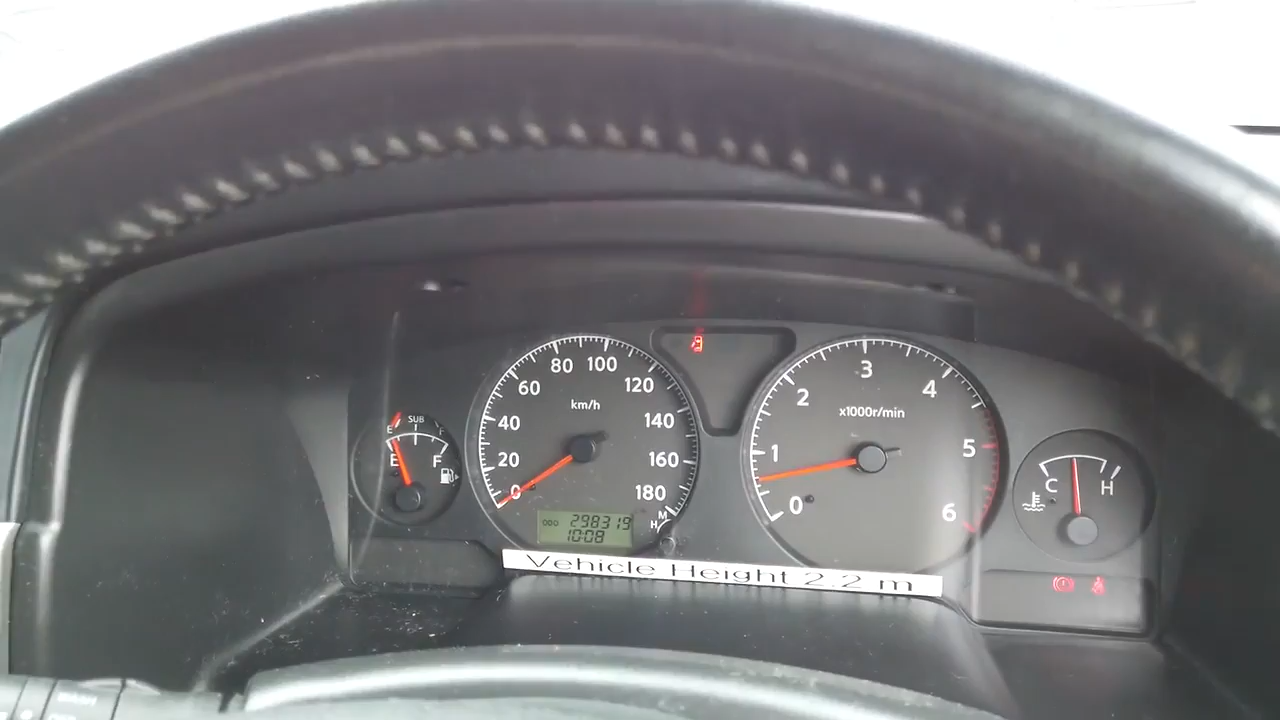 SUB
E F
E F
0 20 40 60 80 100 120 140 160 180
km/h
ODO 298319
10:08
M
H
0 1 2 3 4 5 6
x1000r/min
C H
Vehicle Height 2.2 m